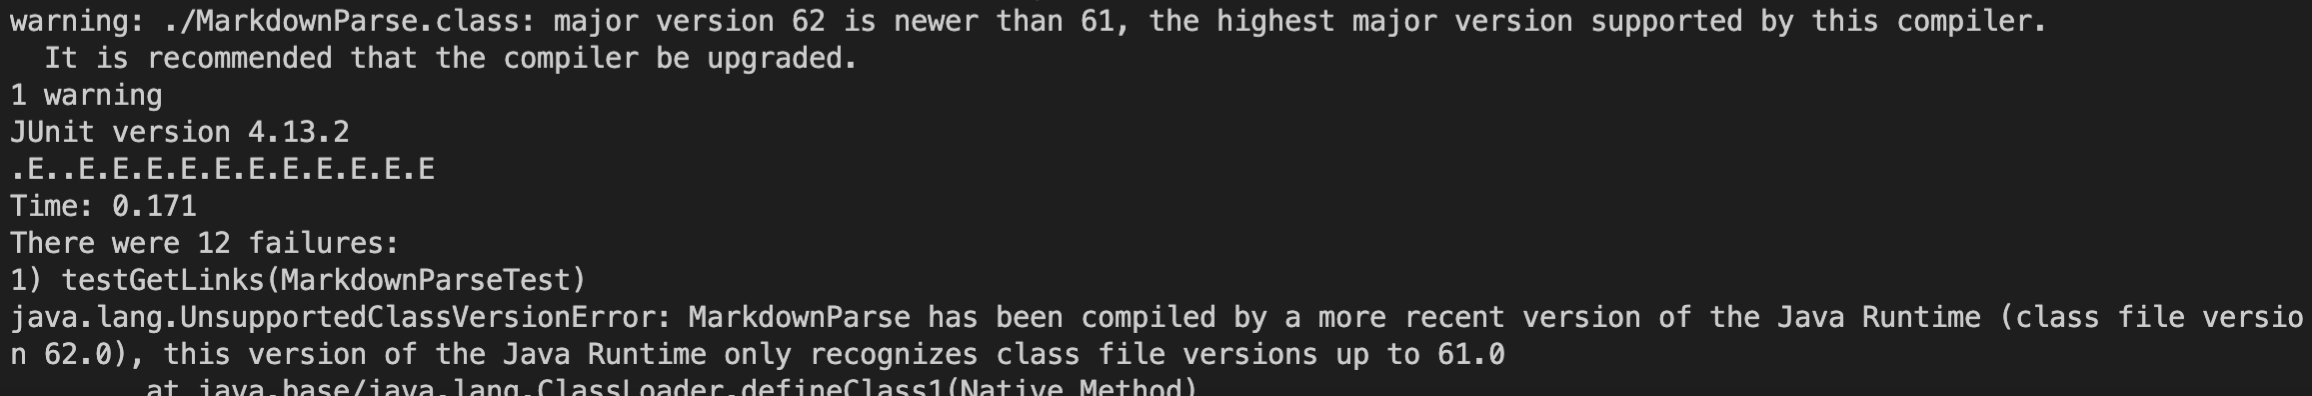 warning: ./MarkdownParse.class: major version 62 is newer than 61, the highest major version supported by this compiler.
  It is recommended that the compiler be upgraded.
1 warning
JUnit version 4.13.2
.E..E.E.E.E.E.E.E.E.E.E.E
Time: 0.171
There were 12 failures:
1) testGetLinks(MarkdownParseTest)
java.lang.UnsupportedClassVersionError: MarkdownParse has been compiled by a more recent version of the Java Runtime (class file versio
n 62.0), this version of the Java Runtime only recognizes class file versions up to 61.0
        at java.base/java.lang.ClassLoader.defineClass1(Native Method)